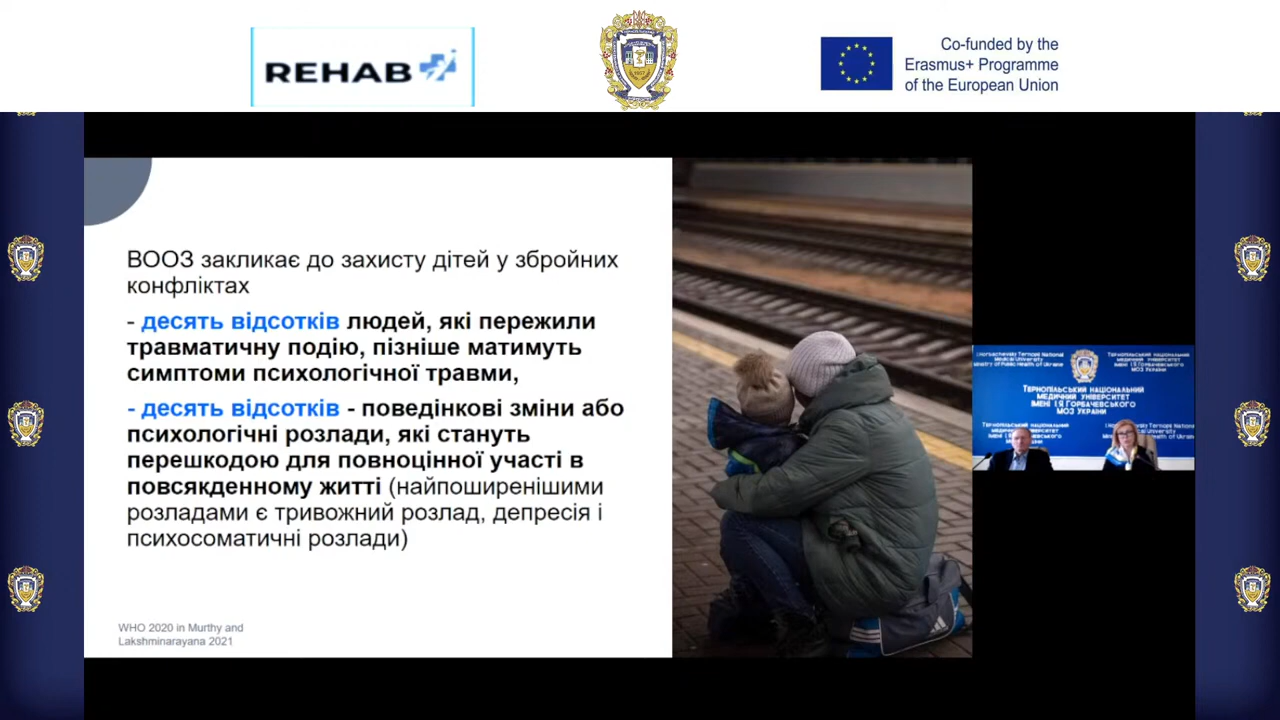 REHAB
Co-funded by the
Erasmus+ Programme
of the European Union
ВООЗ закликає до захисту дітей у збройних
конфліктах
- десять відсотків людей, які пережили
травматичну подію, пізніше матимуть
симптоми психологічної травми,
- десять відсотків - поведінкові зміни або
психологічні розлади, які стануть
перешкодою для повноцінної участі в
повсякденному житті (найпоширенішими
розладами є тривожний розлад, депресія і
психосоматичні розлади)
WHO 2020 in Murthy and
Lakshminarayana 2021
Тернопільський національний
медичний університет
імені І.Я.Горбачевського
МОЗ України